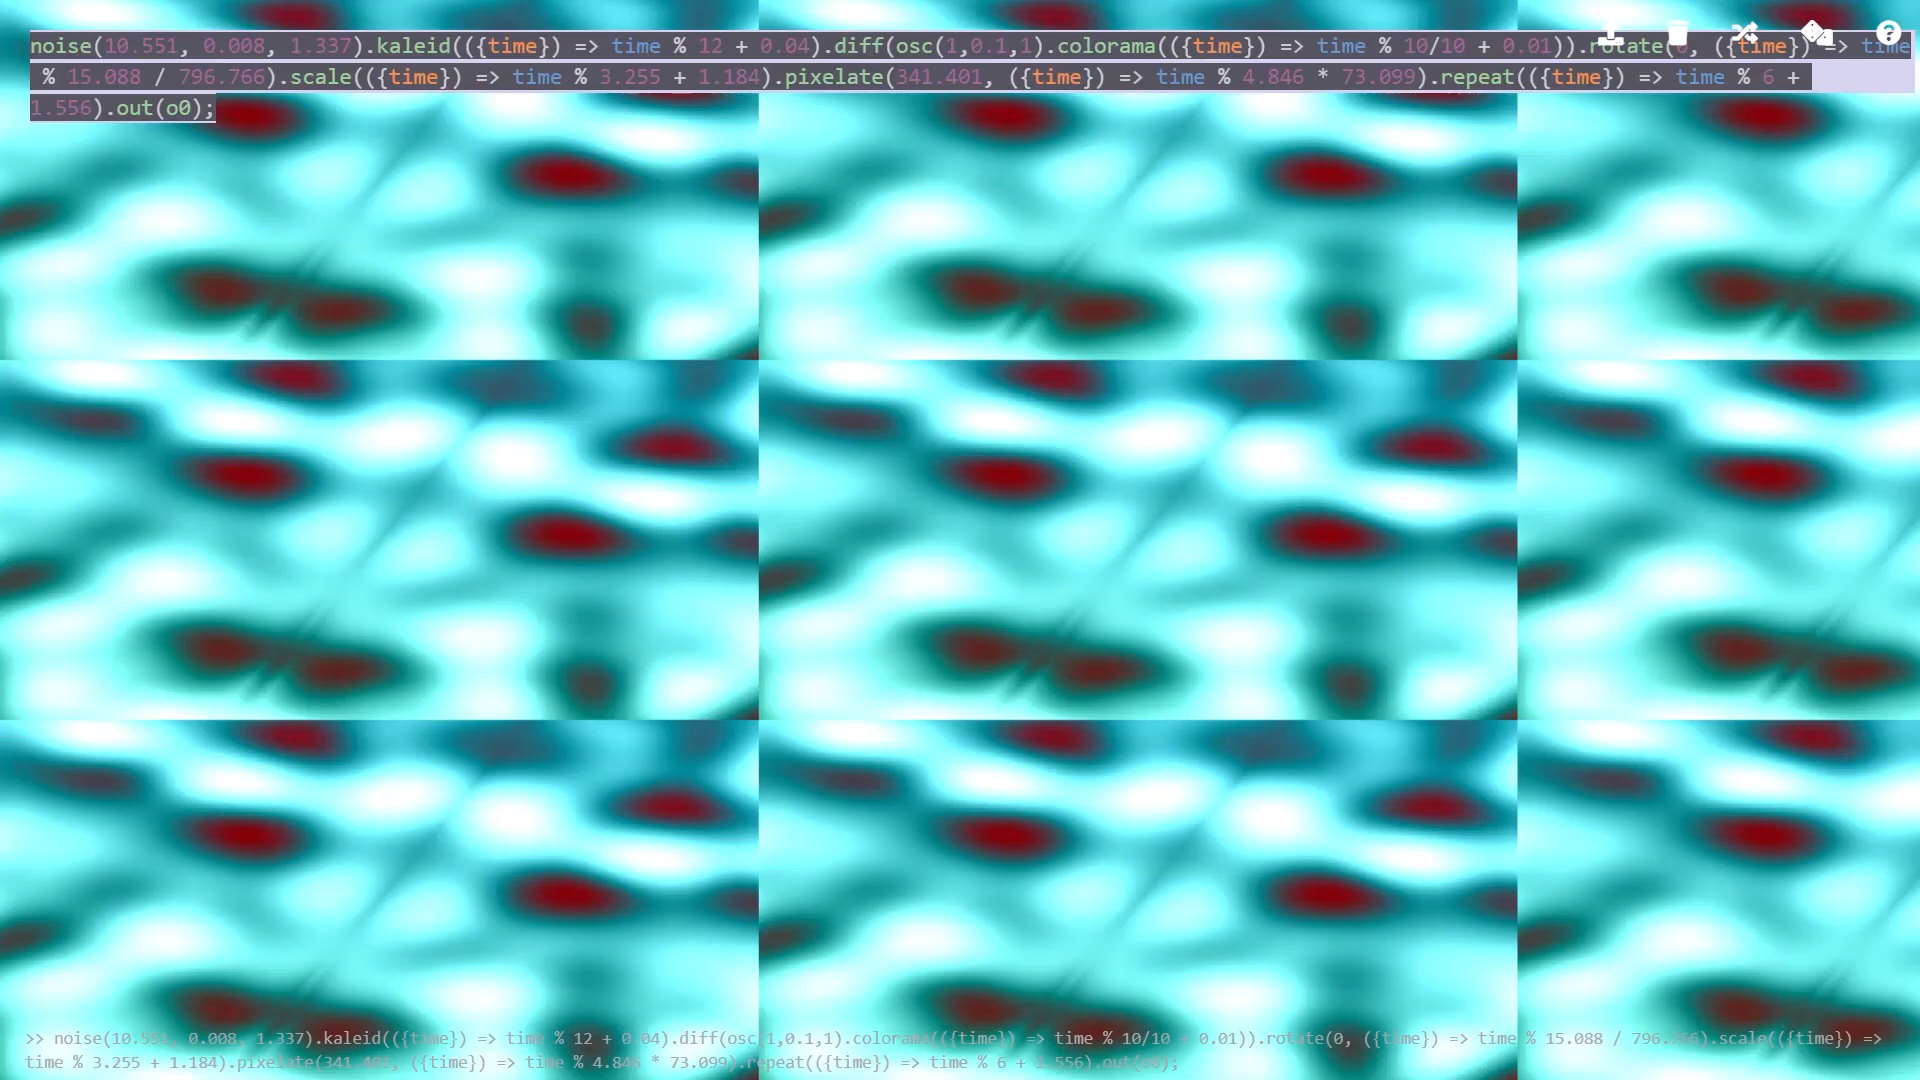 noise(10.551, 0.008, 1.337).kaleid(({time}) => time % 12 + 0.04).diff(osc(1,0.1,1).colorama(({time}) => time % 10/10 + 0.01)).rotate(0, ({time}) => time
% 15.088 / 796.766).scale(({time}) => time % 3.255 + 1.184).pixelate(341.401, ({time}) => time % 4.846 * 73.099).repeat(({time}) => time % 6 +
1.556).out(o0);
>> noise(10.551, 0.008, 1.337).kaleid(({time}) => time % 12 + 0.04).diff(osc(1,0.1,1).colorama(({time}) => time % 10/10 + 0.01)).rotate(0, ({time}) => time % 15.088 / 796.766).scale(({time}) =>
time % 3.255 + 1.184).pixelate(341.401, ({time}) => time % 4.846 * 73.099).repeat(({time}) => time % 6 + 1.556).out(o0);